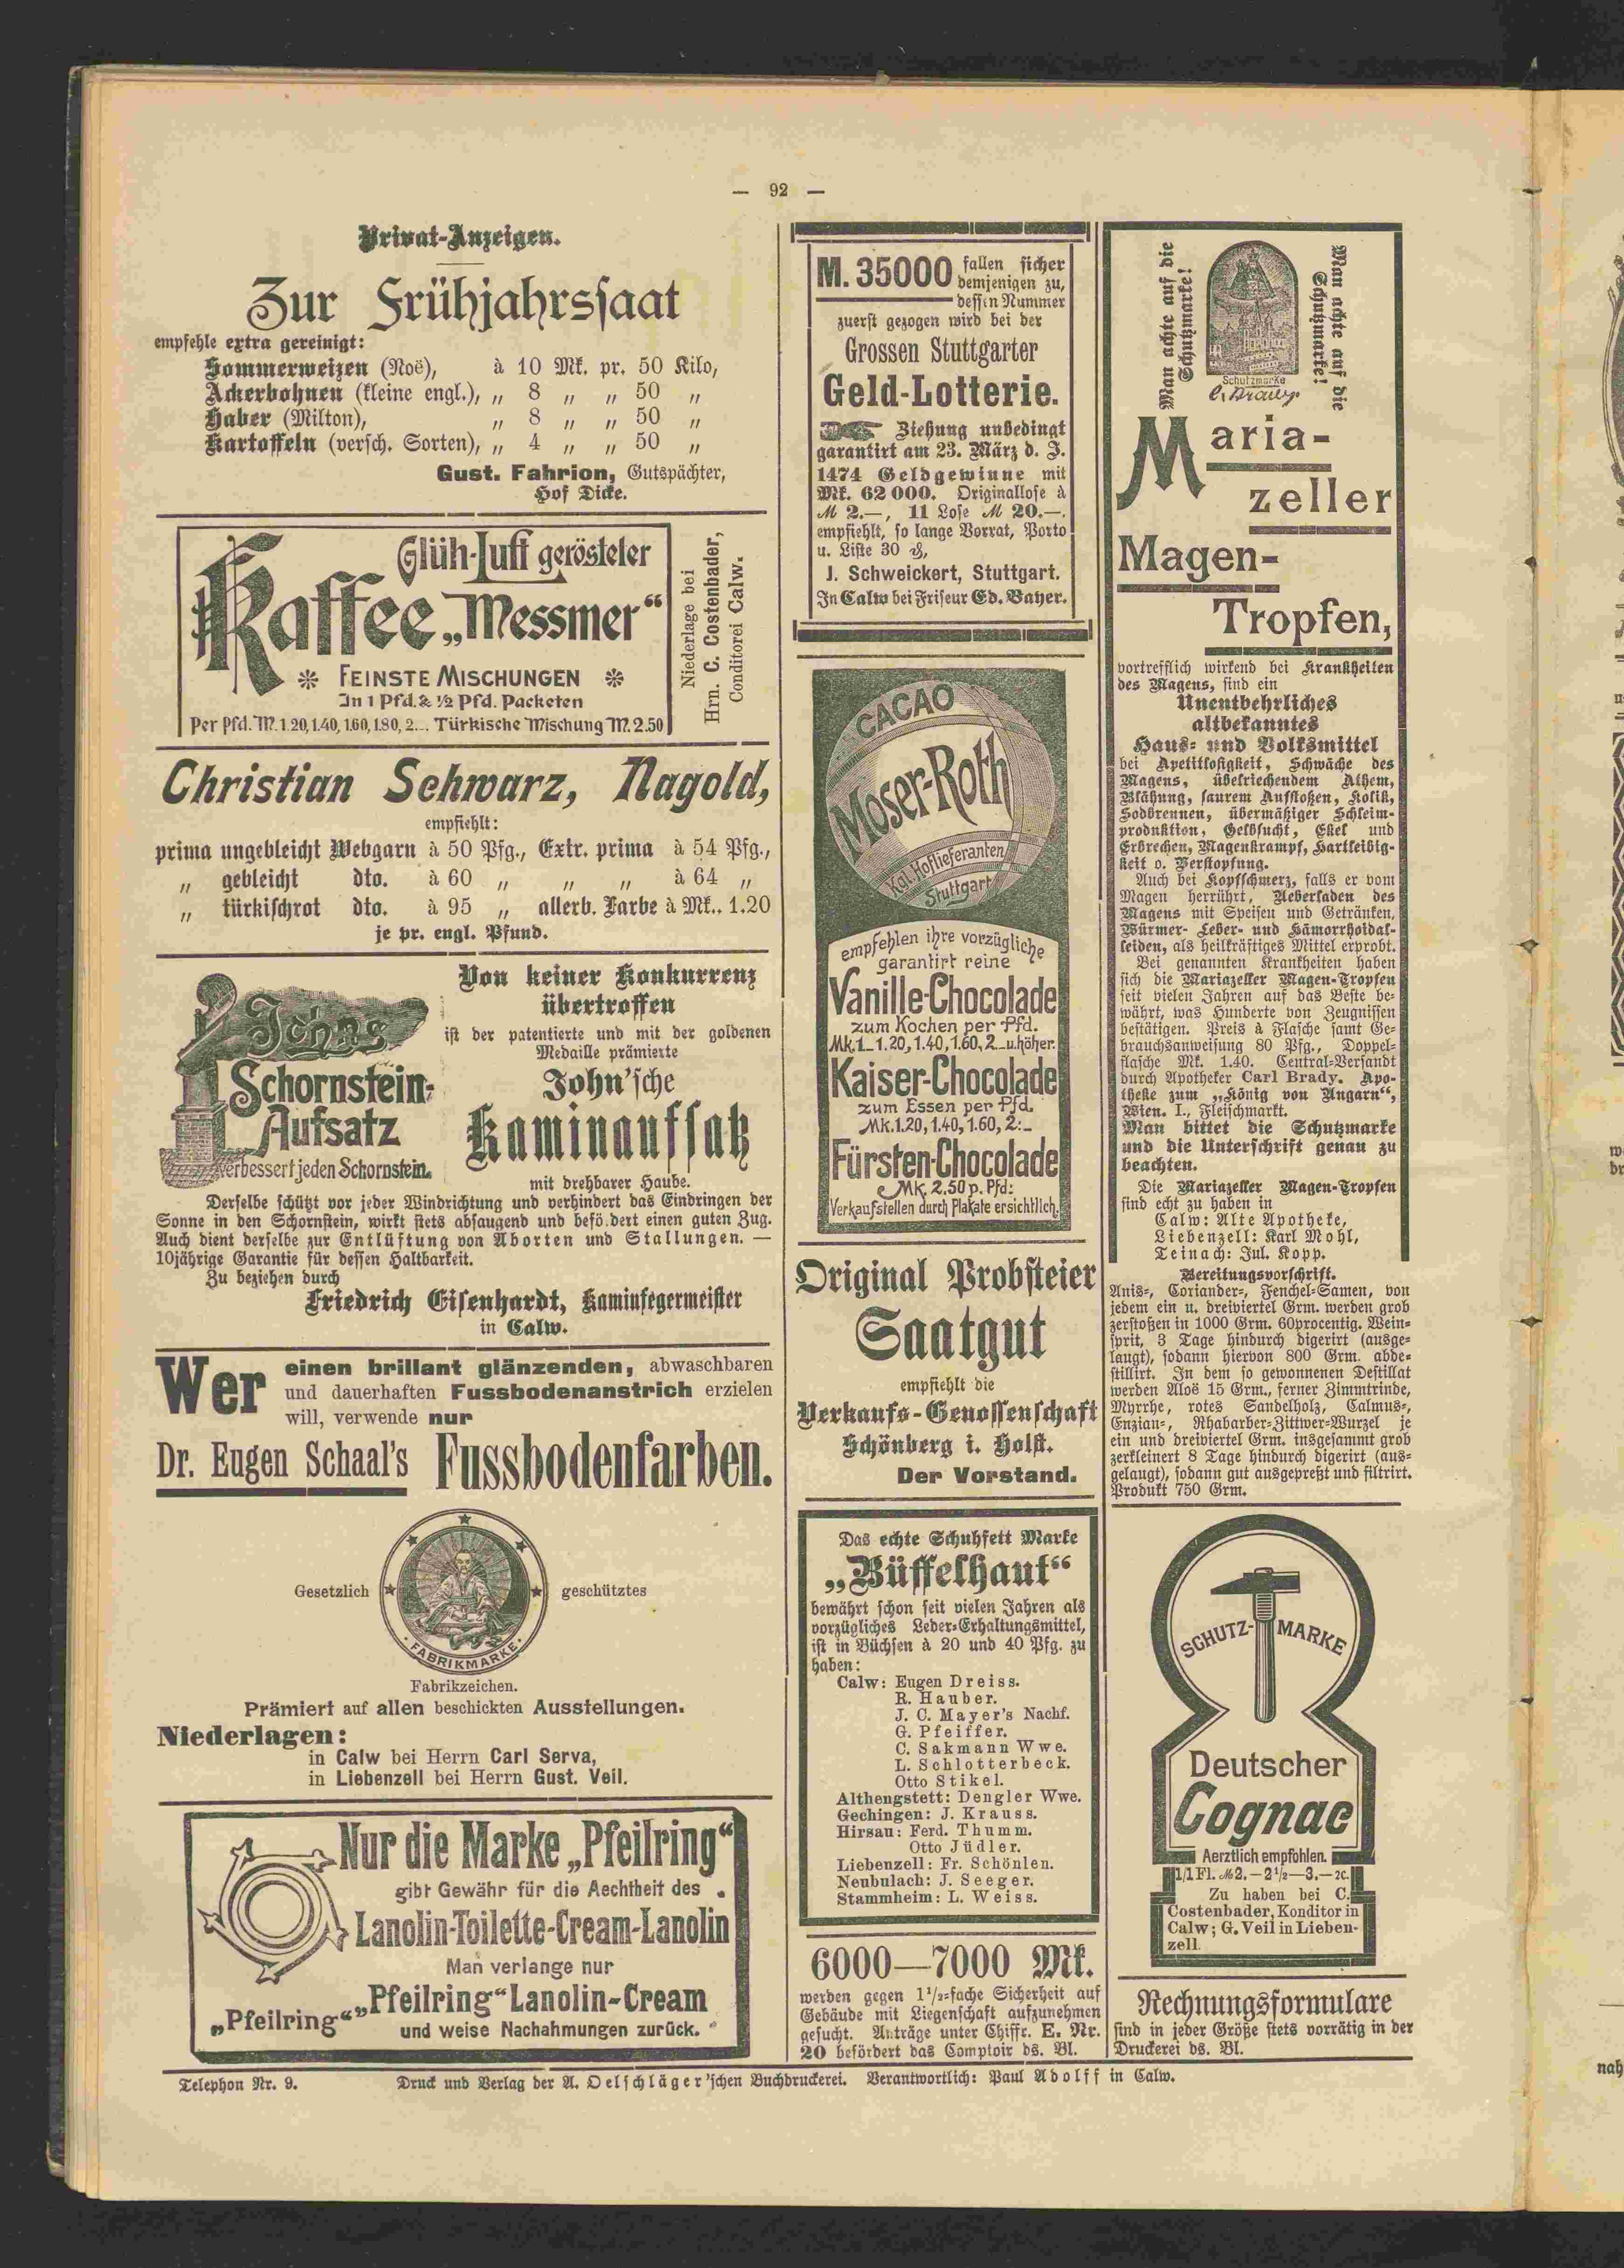 — 92 —
Privat-Anzeigen.
Zur Frühjahrssaat
empfehle extra gereinigt:
Sommerweizen (Noë), à 10 Mk. pr. 50 Kilo,
Ackerbohnen (kleine engl.), „ 8 „ „ 50 „
Haber (Milton), „ 8 „ „ 50 „
Kartoffeln (versch. Sorten), „ 4 „ „ 50 „
Gust. Fahrion, Gutspächter,
Hof Dicke.
Glüh-Luft gerösteter
Kaffee „Messmer“
FEINSTE MISCHUNGEN
In 1 Pfd. & ½ Pfd. Packeten
Per Pfd. M. 1.20, 1.40, 1.60, 1.80, 2._. Türkische Mischung M. 2.50
Niederlage bei
Hrn. C. Costenbader,
Conditorei Calw.
Christian Schwarz, Nagold,
empfiehlt:
prima ungebleicht Webgarn à 50 Pfg., Extr. prima à 54 Pfg.,
„ gebleicht dto. à 60 „ „ „ à 64 „
„ türkischrot dto. à 95 „ allerb. Farbe à Mk.. 1.20
je pr. engl. Pfund.
Johns
Schornstein-
Aufsatz
verbessert jeden Schornstein.
Von keiner Konkurrenz
übertroffen
ist der patentierte und mit der goldenen
Medaille prämierte
John'sche
Kaminaufsatz
mit drehbarer Haube.
Derselbe schützt vor jeder Windrichtung und verhindert das Eindringen der
Sonne in den Schornstein, wirkt stets absaugend und befö.dert einen guten Zug.
Auch dient derselbe zur Entlüftung von Aborten und Stallungen. —
10jährige Garantie für dessen Haltbarkeit.
Zu beziehen durch
Friedrich Eisenhardt, Kaminfegermeister
in Calw.
Wer einen brillant glänzenden, abwaschbaren
und dauerhaften Fussbodenanstrich erzielen
will, verwende nur
Dr. Eugen Schaal's Fussbodenfarben.
Gesetzlich geschütztes
FABRIKMARKE
Fabrikzeichen.
Prämiert auf allen beschickten Ausstellungen.
Niederlagen:
in Calw bei Herrn Carl Serva,
in Liebenzell bei Herrn Gust. Veil.
Nur die Marke „Pfeilring“
gibt Gewähr für die Aechtheit des
Lanolin-Toilette-Cream-Lanolin
Man verlange nur
„Pfeilring“ „Pfeilring“ Lanolin-Cream
und weise Nachahmungen zurück.
M. 35000 fallen sicher
demjenigen zu,
dessen Nummer
zuerst gezogen wird bei der
Grossen Stuttgarter
Geld-Lotterie.
Ziehung unbedingt
garantirt am 23. März d. J.
1474 Geldgewinne mit
Mk. 62 000. Originallose à
M 2.—, 11 Lose M 20.—.
empfiehlt, so lange Vorrat, Porto
u. Liste 30 ₰,
J. Schweickert, Stuttgart.
In Calw bei Friseur Ed. Bayer.
CACAO
Moser-Roth
Kgl. Hoflieferanten
Stuttgart
empfehlen ihre vorzügliche
garantirt reine
Vanille-Chocolade
zum Kochen per Pfd.
Mk. 1._ 1.20, 1.40, 1.60, 2._ u. höher.
Kaiser-Chocolade
zum Essen per Pfd.
Mk. 1.20, 1.40, 1.60, 2:_
Fürsten-Chocolade
Mk. 2.50 p. Pfd:
Verkaufstellen durch Plakate ersichtlich.
Original Probsteier
Saatgut
empfiehlt die
Verkaufs-Genossenschaft
Schönberg i. Holst.
Der Vorstand.
Das echte Schuhfett Marke
„Büffelhaut“
bewährt schon seit vielen Jahren als
vorzügliches Leder-Erhaltungsmittel,
ist in Büchsen à 20 und 40 Pfg. zu
haben:
Calw: Eugen Dreiss.
R. Hauber.
J. C. Mayer's Nachf.
G. Pfeiffer.
C. Sakmann Wwe.
L. Schlotterbeck.
Otto Stikel.
Althengstett: Dengler Wwe.
Gechingen: J. Krauss.
Hirsau: Ferd. Thumm.
Otto Jüdler.
Liebenzell: Fr. Schönlen.
Neubulach: J. Seeger.
Stammheim: L. Weiss.
6000—7000 Mk.
werden gegen 1½-fache Sicherheit auf
Gebäude mit Liegenschaft aufzunehmen
gesucht. Anträge unter Chiffr. E. Nr.
20 befördert das Comptoir ds. Bl.
Man achte auf die
Schutzmarke!
Schutzmarke
C. Brady
Man achte auf die
Schutzmarke!
Maria-
zeller
Magen-
Tropfen,
vortrefflich wirkend bei Krankheiten
des Magens, sind ein
Unentbehrliches
altbekanntes
Haus- und Volksmittel
bei Apetitlosigkeit, Schwäche des
Magens, übelriechendem Athem,
Blähung, saurem Aufstoßen, Kolik,
Sodbrennen, übermäßiger Schleim-
produktion, Gelbsucht, Ekel und
Erbrechen, Magenkrampf, Hartleibig-
keit o. Verstopfung.
Auch bei Kopfschmerz, falls er vom
Magen herrührt, Ueberladen des
Magens mit Speisen und Getränken,
Würmer- Leber- und Hämorrhoidal-
leiden, als heilkräftiges Mittel erprobt.
Bei genannten Krankheiten haben
sich die Mariazeller Magen-Tropfen
seit vielen Jahren auf das Beste be-
währt, was Hunderte von Zeugnissen
bestätigen. Preis à Flasche samt Ge-
brauchsanweisung 80 Pfg., Doppel-
flasche Mk. 1.40. Central-Versandt
durch Apotheker Carl Brady. Apo-
theke zum „König von Ungarn“,
Wien. I., Fleischmarkt.
Man bittet die Schutzmarke
und die Unterschrift genau zu
beachten.
Die Mariazeller Magen-Tropfen
sind echt zu haben in
Calw: Alte Apotheke,
Liebenzell: Karl Mohl,
Teinach: Jul. Kopp.
Bereitungsvorschrift.
Anis-, Coriander-, Fenchel-Samen, von
jedem ein u. dreiviertel Grm. werden grob
zerstoßen in 1000 Grm. 60procentig. Wein-
sprit, 3 Tage hindurch digerirt (ausge-
laugt), sodann hiervon 800 Grm. abde-
stillirt. In dem so gewonnenen Destillat
werden Aloë 15 Grm., ferner Zimmtrinde,
Myrrhe, rotes Sandelholz, Calmus-,
Enzian-, Rhabarber-Zittwer-Wurzel je
ein und dreiviertel Grm. insgesammt grob
zerkleinert 8 Tage hindurch digerirt (aus-
gelaugt), sodann gut ausgepreßt und filtrirt.
Produkt 750 Grm.
SCHUTZ-MARKE
Deutscher
Cognac
Aerztlich empfohlen.
1/1 Fl. M 2.—2½—3.— ꝛc.
Zu haben bei C.
Costenbader, Konditor in
Calw; G. Veil in Lieben-
zell.
Rechnungsformulare
sind in jeder Größe stets vorrätig in der
Druckerei ds. Bl.
Telephon Nr. 9. Druck und Verlag der A. Oelschläger'schen Buchdruckerei. Verantwortlich: Paul Adolff in Calw.
nah